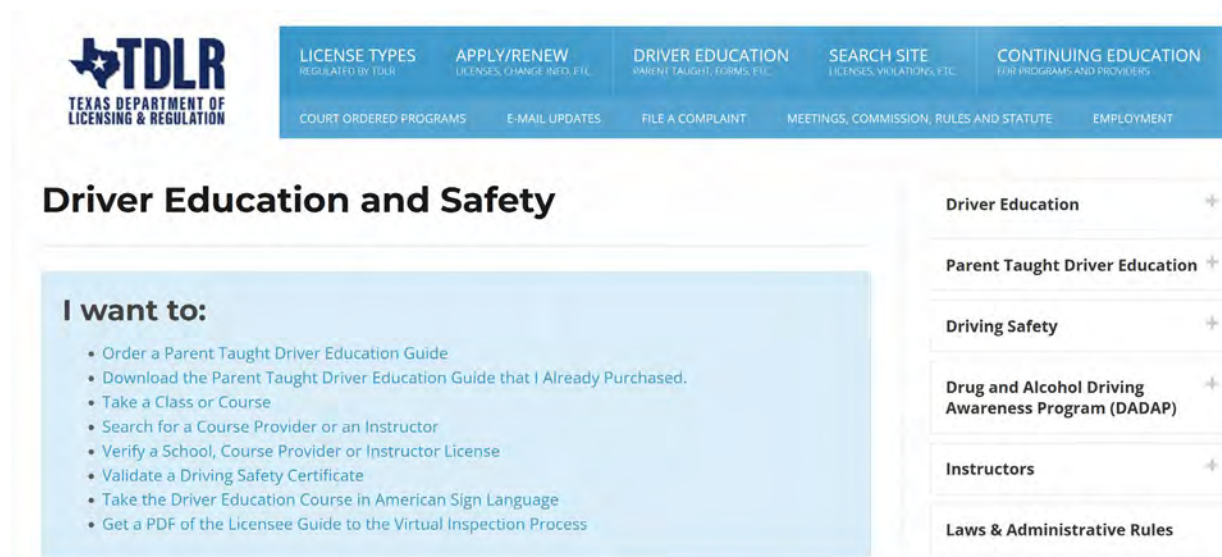 TDLR
TEXAS DEPARTMENT OF
LICENSING & REGULATION
LICENSE TYPES
REGULATED BY TDLR
APPLY/RENEW
LICENSES, CHANGE INFO, ETC.
DRIVER EDUCATION
PARENT TAUGHT, FORMS, ETC.
SEARCH SITE
LICENSES, VIOLATIONS, ETC.
CONTINUING EDUCATION
FOR PROGRAMS AND PROVIDERS
COURT ORDERED PROGRAMS
E-MAIL UPDATES
FILE A COMPLAINT
MEETINGS, COMMISSION, RULES AND STATUTE
EMPLOYMENT
Driver Education and Safety
I want to:
• Order a Parent Taught Driver Education Guide
• Download the Parent Taught Driver Education Guide that I Already Purchased.
• Take a Class or Course
• Search for a Course Provider or an Instructor
• Verify a School, Course Provider or Instructor License
• Validate a Driving Safety Certificate
• Take the Driver Education Course in American Sign Language
• Get a PDF of the Licensee Guide to the Virtual Inspection Process
Driver Education +
Parent Taught Driver Education +
Driving Safety +
Drug and Alcohol Driving +
Awareness Program (DADAP)
Instructors +
Laws & Administrative Rules